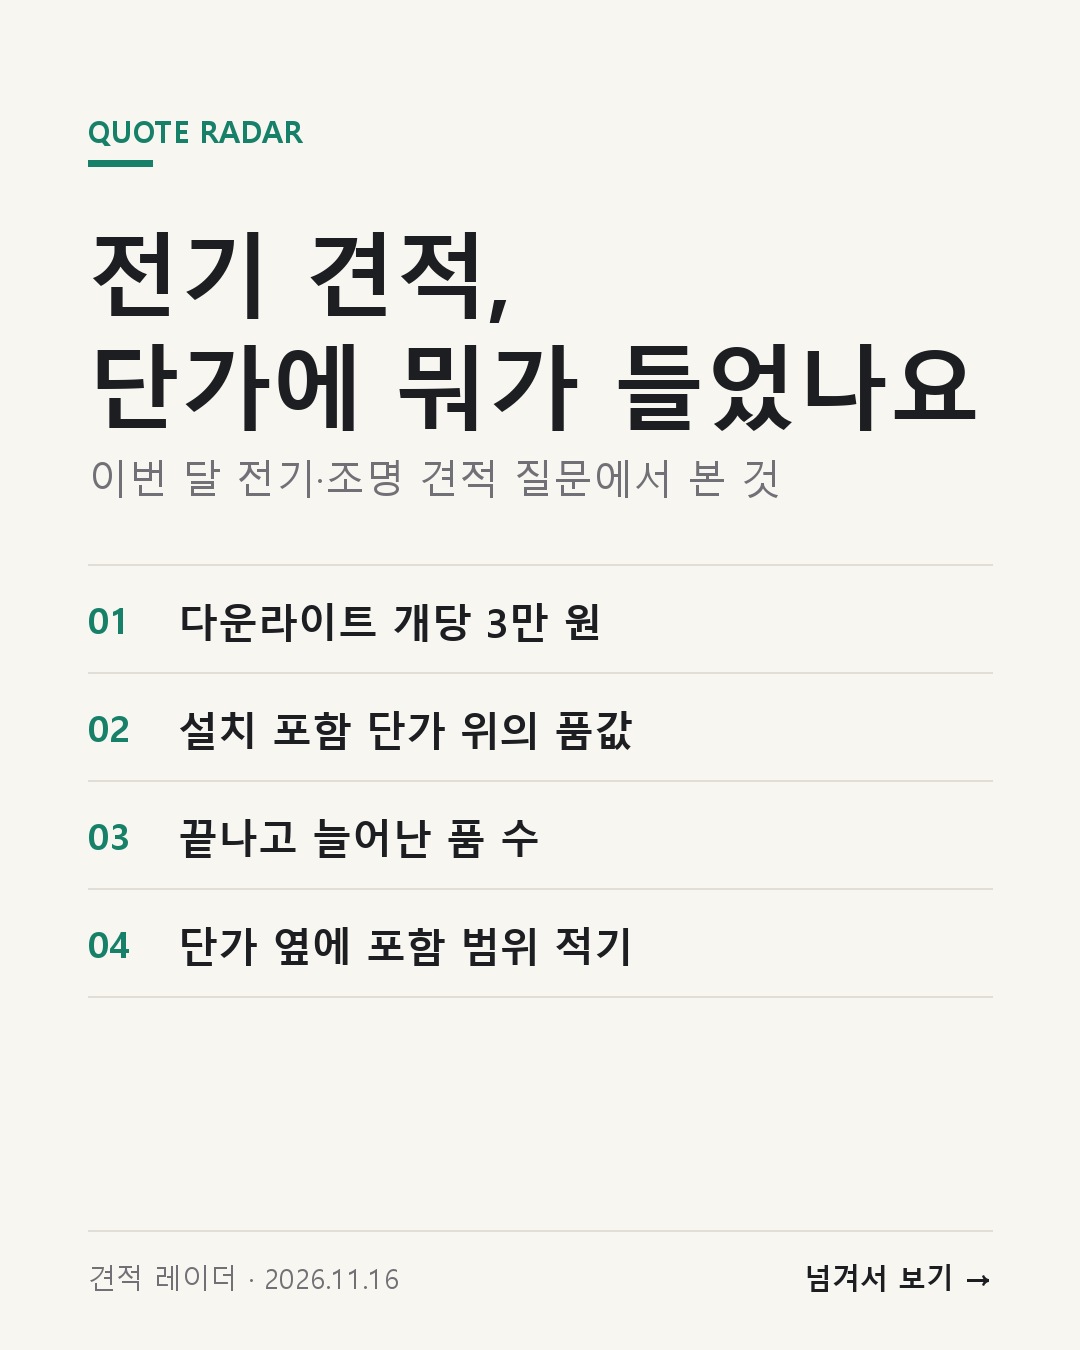 QUOTE RADAR
전기 견적,
단가에 뭐가 들었나요
이번 달 전기·조명 견적 질문에서 본 것
01 다운라이트 개당 3만 원
02 설치 포함 단가 위의 품값
03 끝나고 늘어난 품 수
04 단가 옆에 포함 범위 적기
견적 레이더 · 2026.11.16
넘겨서 보기 →